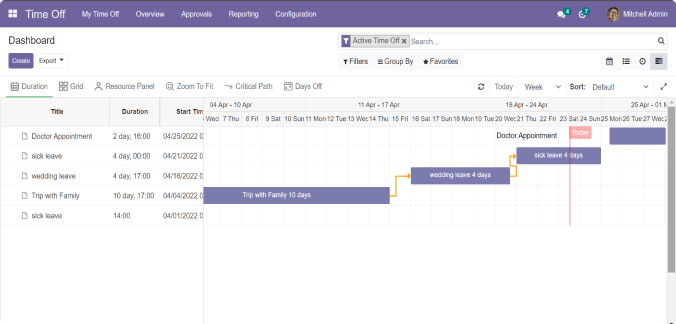 Time Off My Time Off Overview Approvals Reporting Configuration 4 7 Mitchell Admin
Dashboard
Active Time Off Search...
Create Export
Filters Group By Favorites
Duration Grid Resource Panel Zoom To Fit Critical Path Days Off Today Week Sort: Default
Title Duration Start Tim 04 Apr - 10 Apr 11 Apr - 17 Apr 18 Apr - 24 Apr 25 Apr - 01 M
Wed 7 Thu 8 Fri 9 Sat 10 Sun 11 Mon 12 Tue 13 Wed 14 Thu 15 Fri 16 Sat 17 Sun 18 Mon 19 Tue 20 Wed 21 Thu 22 Fri 23 Sat 24 Sun 25 Mon 26 Tue 27 Wed 2
Doctor Appointment 2 day, 16:00 04/25/2022 0 Doctor Appointment Today
sick leave 4 day, 00:00 04/21/2022 0 sick leave 4 days
wedding leave 4 day, 17:00 04/16/2022 0 wedding leave 4 days
Trip with Family 10 day, 17:00 04/04/2022 0 Trip with Family 10 days
sick leave 14:00 04/01/2022 0